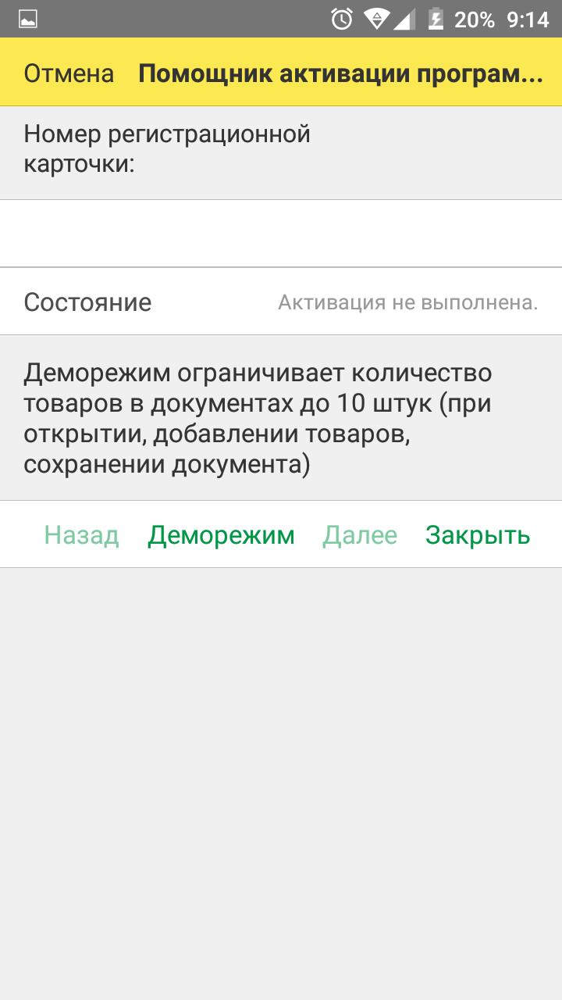 20% 9:14
Отмена Помощник активации програм...
Номер регистрационной
карточки:
Состояние Активация не выполнена.
Деморежим ограничивает количество
товаров в документах до 10 штук (при
открытии, добавлении товаров,
сохранении документа)
Назад Деморежим Далее Закрыть